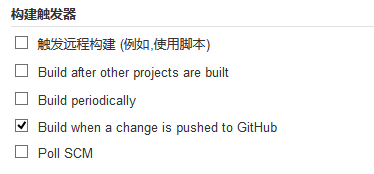 构建触发器
触发远程构建 (例如,使用脚本)
Build after other projects are built
Build periodically
Build when a change is pushed to GitHub
Poll SCM